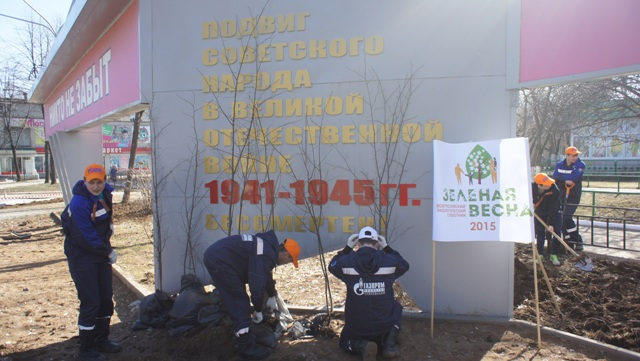 НИКТО НЕ ЗАБЫТ
ПОДВИГ
СОВЕТСКОГО
НАРОДА
В ВЕЛИКОЙ
ОТЕЧЕСТВЕННОЙ
ВОЙНЕ
1941-1945 ГГ.
БЕССМЕРТЕН!
ЗЕЛЕНАЯ
ВЕСНА
2015
ГАЗПРОМ